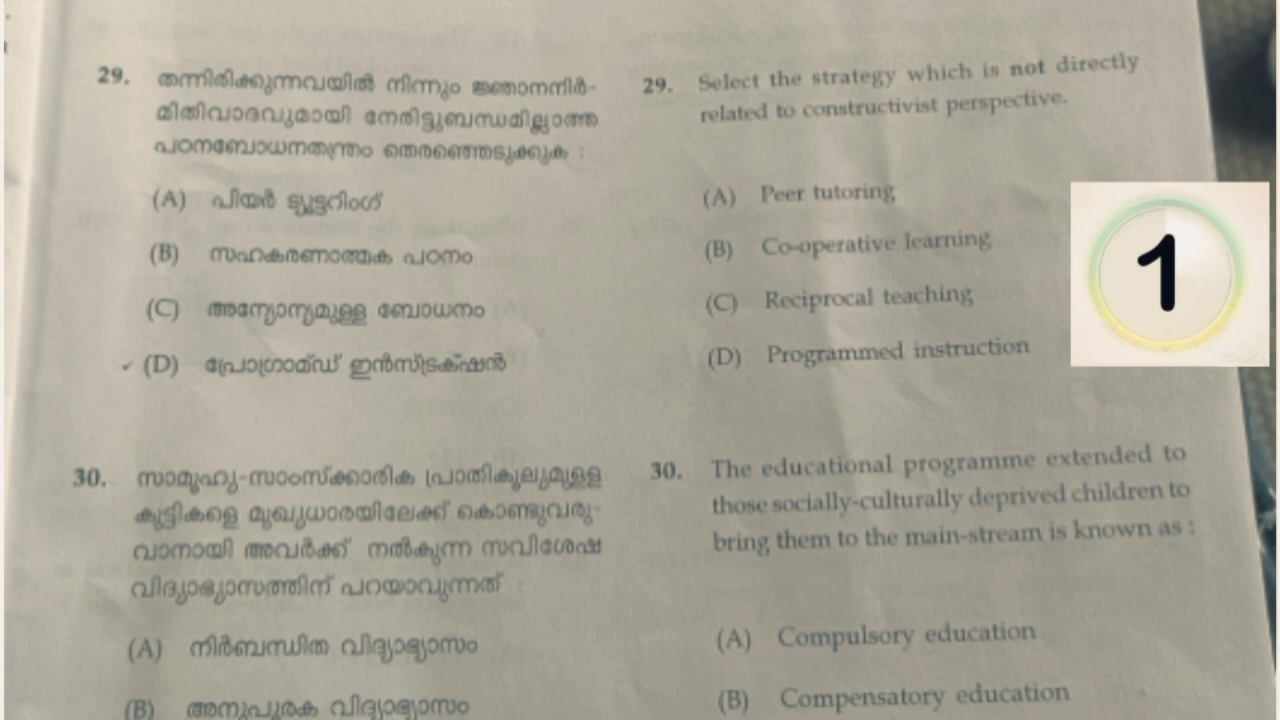 29. തന്നിരിക്കുന്നവയിൽ നിന്നും ജ്ഞാനനിർ-
മിതിവാദവുമായി നേരിട്ടുബന്ധമില്ലാത്ത
പഠനബോധനതന്ത്രം തെരഞ്ഞെടുക്കുക :
(A) പിയർ ട്യൂട്ടറിംഗ്
(B) സഹകരണാത്മക പഠനം
(C) അന്യോന്യമുള്ള ബോധനം
(D) പ്രോഗ്രാമ്ഡ് ഇൻസ്ട്രക്ഷൻ
30. സാമൂഹ്യ-സാംസ്ക്കാരിക പ്രാതികൂല്യമുള്ള
കുട്ടികളെ മുഖ്യധാരയിലേക്ക് കൊണ്ടുവരു-
വാനായി അവർക്ക് നൽകുന്ന സവിശേഷ
വിദ്യാഭ്യാസത്തിന് പറയാവുന്നത് :
(A) നിർബന്ധിത വിദ്യാഭ്യാസം
(B) അനുപൂരക വിദ്യാഭ്യാസം
29. Select the strategy which is not directly
related to constructivist perspective.
(A) Peer tutoring
(B) Co-operative learning
(C) Reciprocal teaching
(D) Programmed instruction
30. The educational programme extended to
those socially-culturally deprived children to
bring them to the main-stream is known as :
(A) Compulsory education
(B) Compensatory education
1